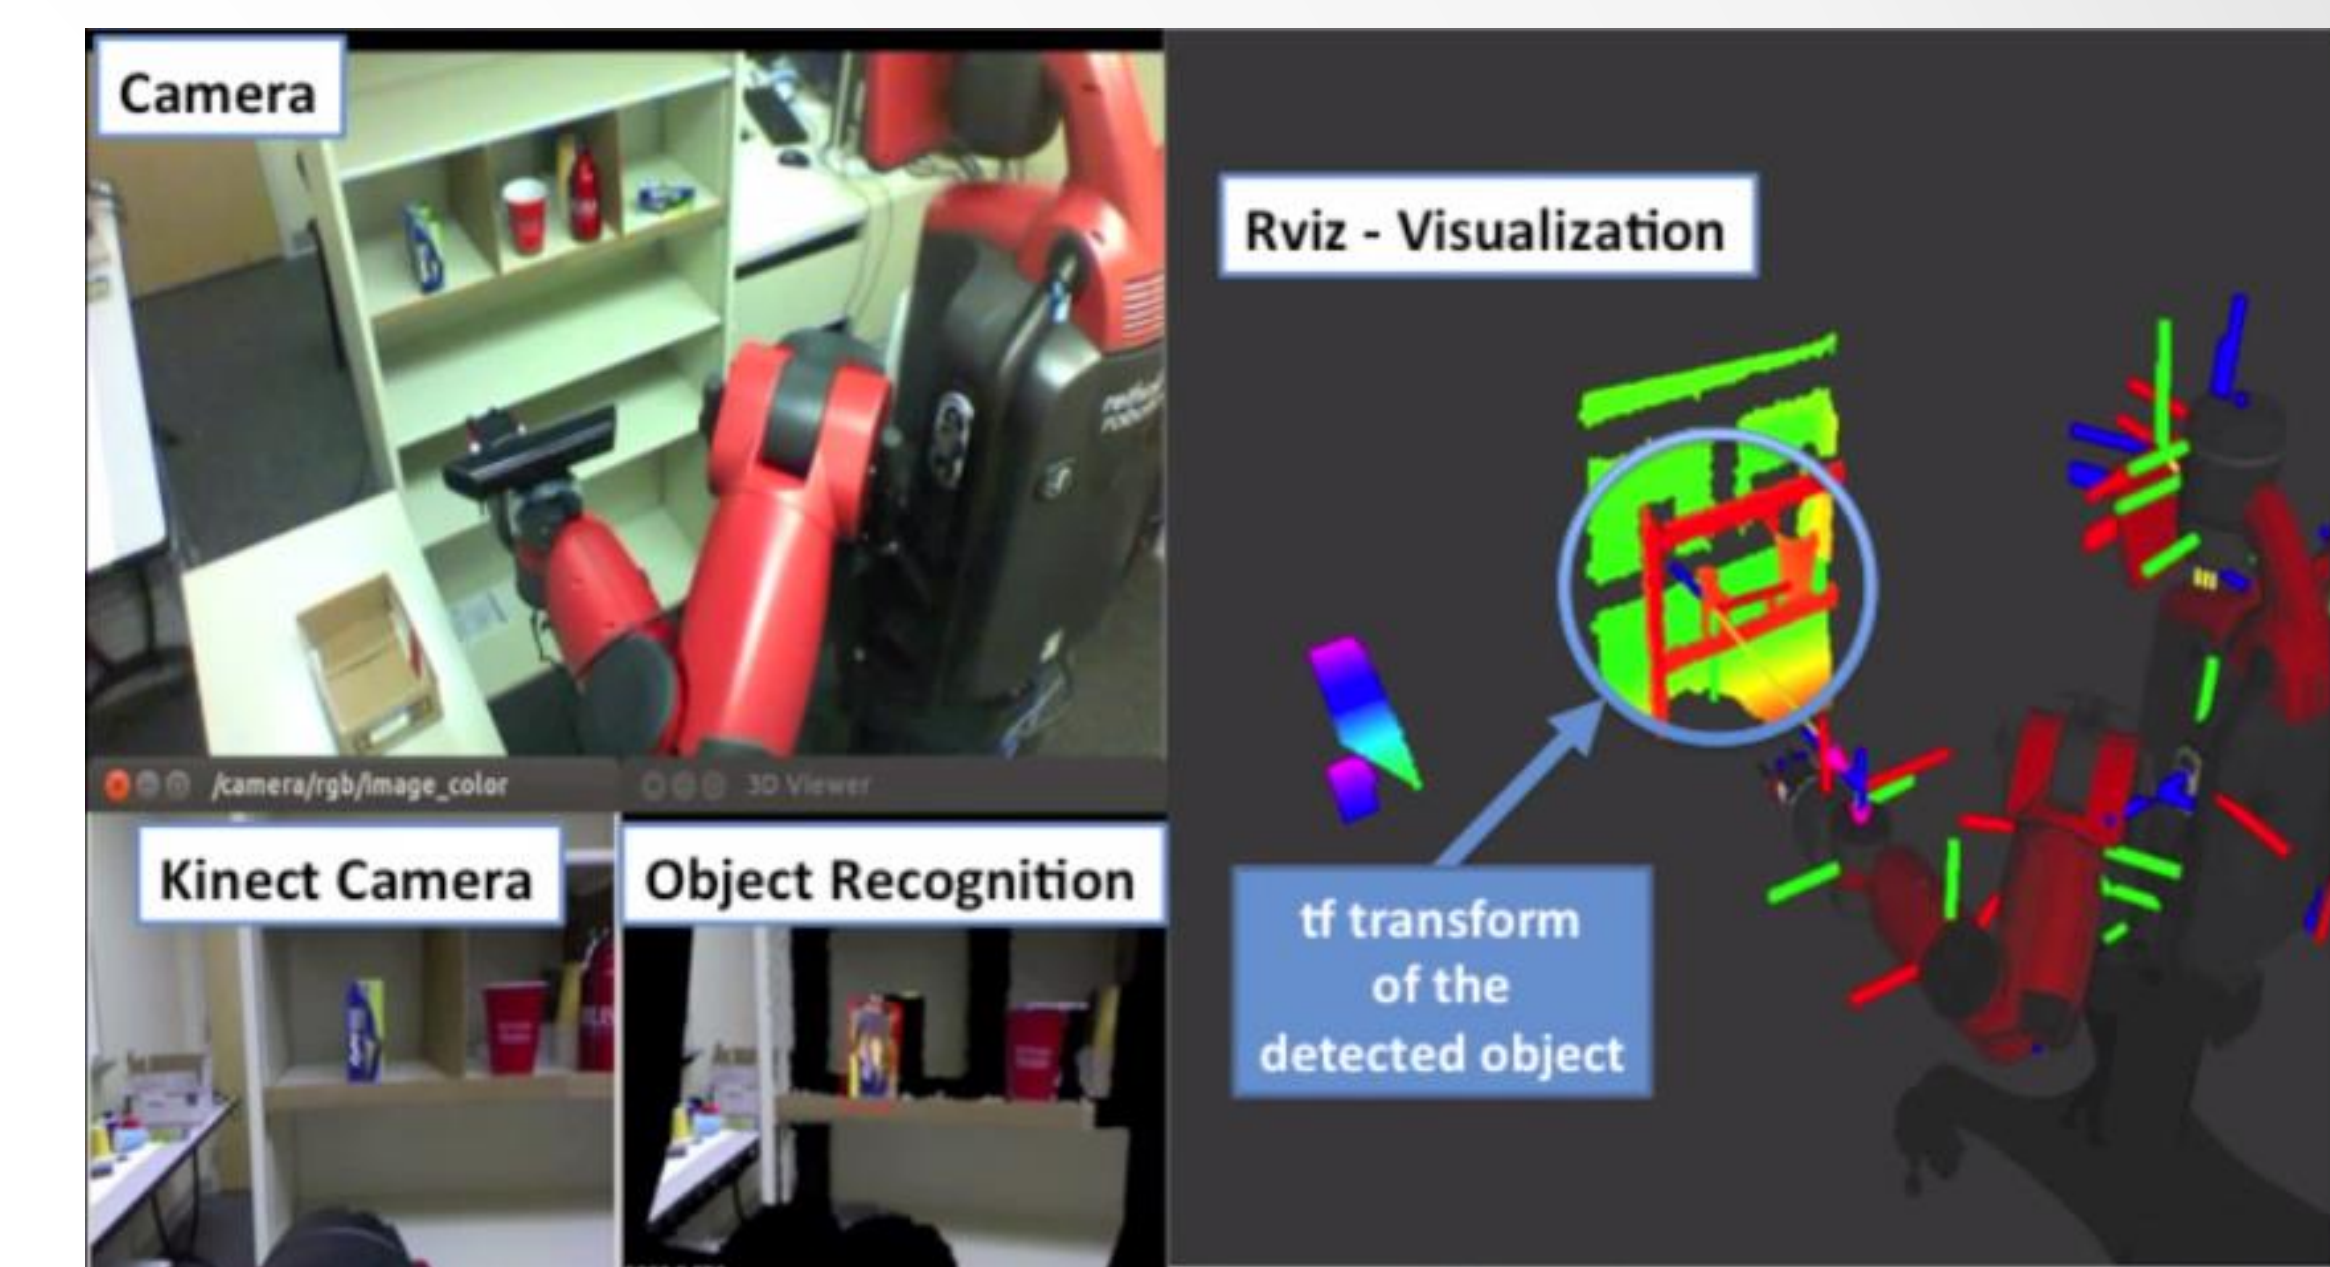 Camera
Rviz - Visualization
/camera/rgb/image_color
3D Viewer
Kinect Camera
Object Recognition
tf transform
of the
detected object